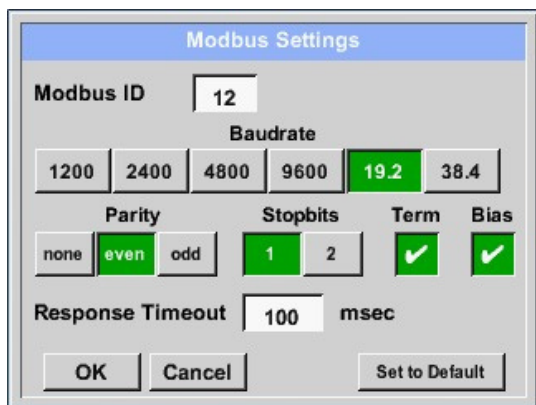 Modbus Settings
Modbus ID 12
Baudrate
1200 2400 4800 9600 19.2 38.4
Parity Stopbits Term Bias
none even odd 1 2 ✔ ✔
Response Timeout 100 msec
OK Cancel Set to Default